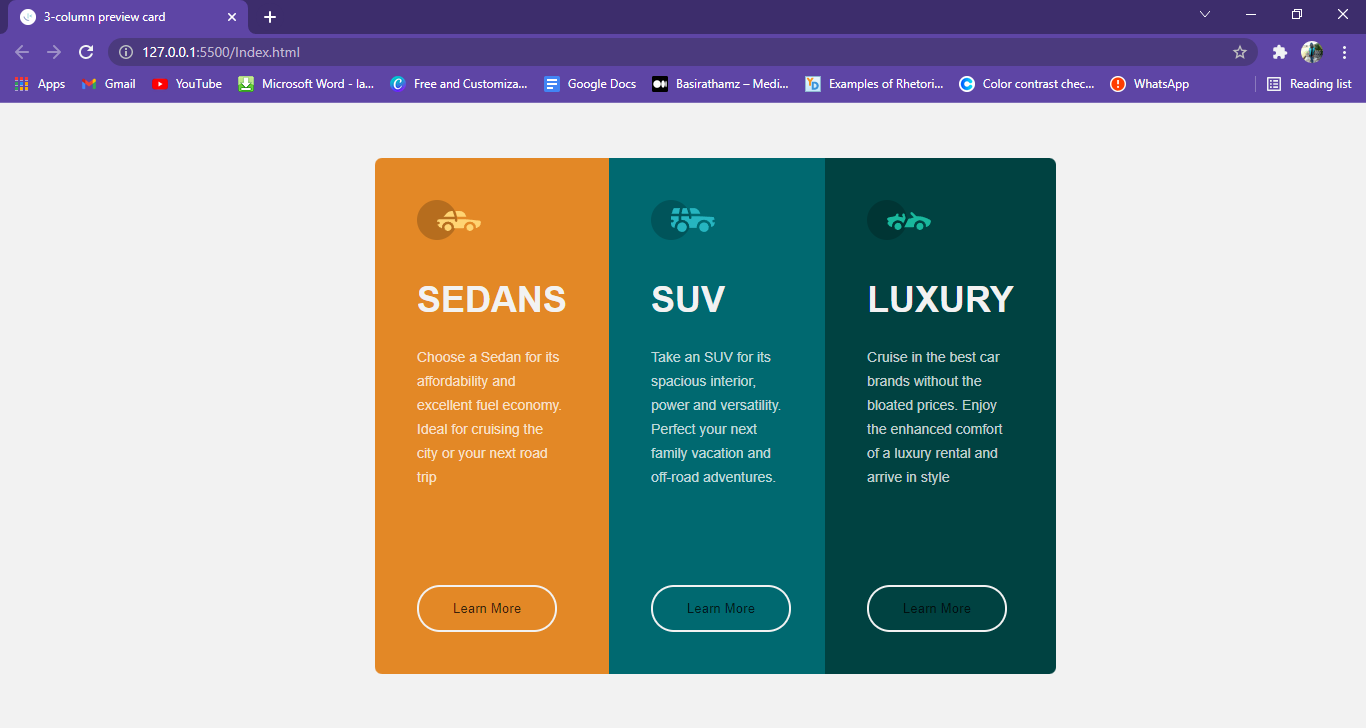 3-column preview card
127.0.0.1:5500/Index.html
Apps
Gmail
YouTube
Microsoft Word - la...
Free and Customiza...
Google Docs
Basirathamz – Medi...
Examples of Rhetori...
Color contrast chec...
WhatsApp
Reading list
SEDANS
Choose a Sedan for its
affordability and
excellent fuel economy.
Ideal for cruising the
city or your next road
trip
Learn More
SUV
Take an SUV for its
spacious interior,
power and versatility.
Perfect your next
family vacation and
off-road adventures.
Learn More
LUXURY
Cruise in the best car
brands without the
bloated prices. Enjoy
the enhanced comfort
of a luxury rental and
arrive in style
Learn More